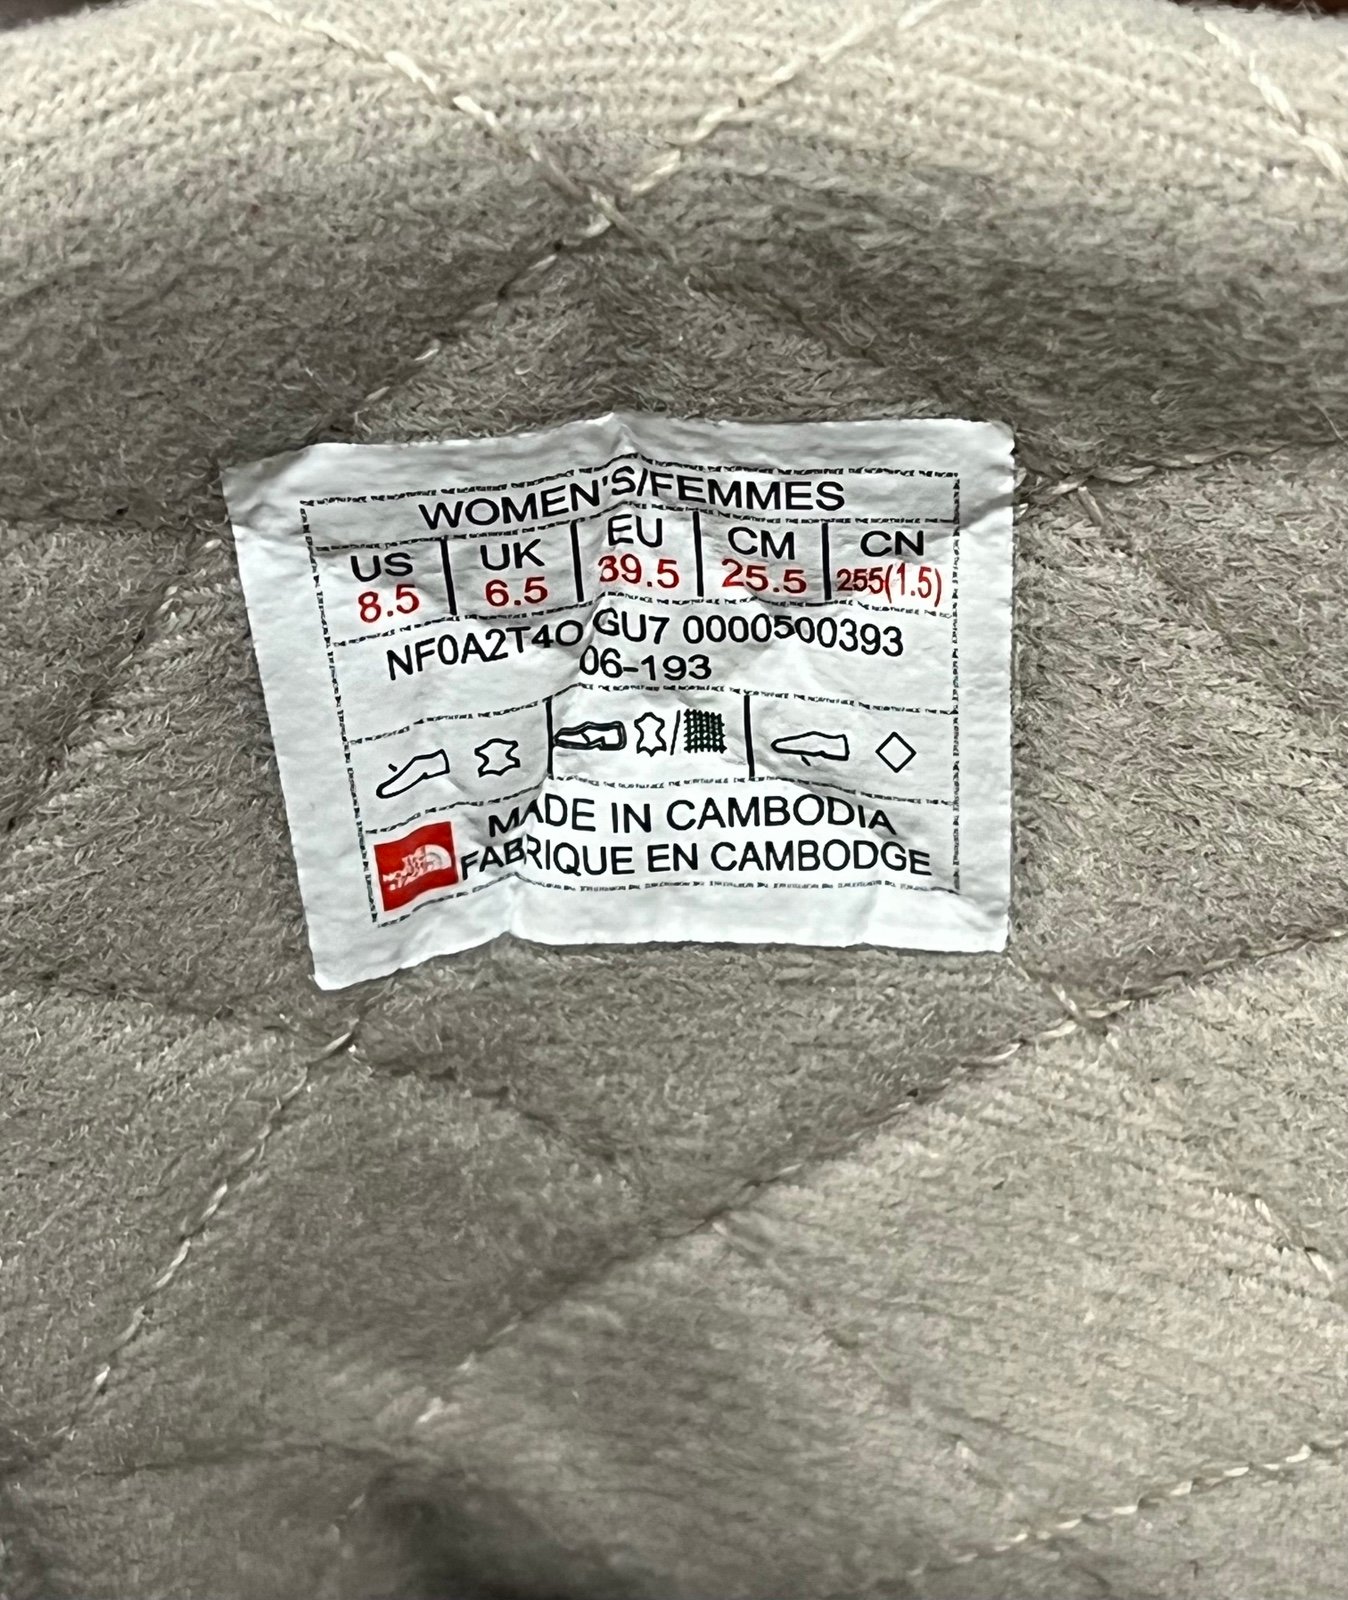 WOMEN'S/FEMMES
US UK EU CM CN
8.5 6.5 39.5 25.5 255(1.5)
NF0A2T4O GU7 0000500393
06-193
MADE IN CAMBODIA
FABRIQUE EN CAMBODGE